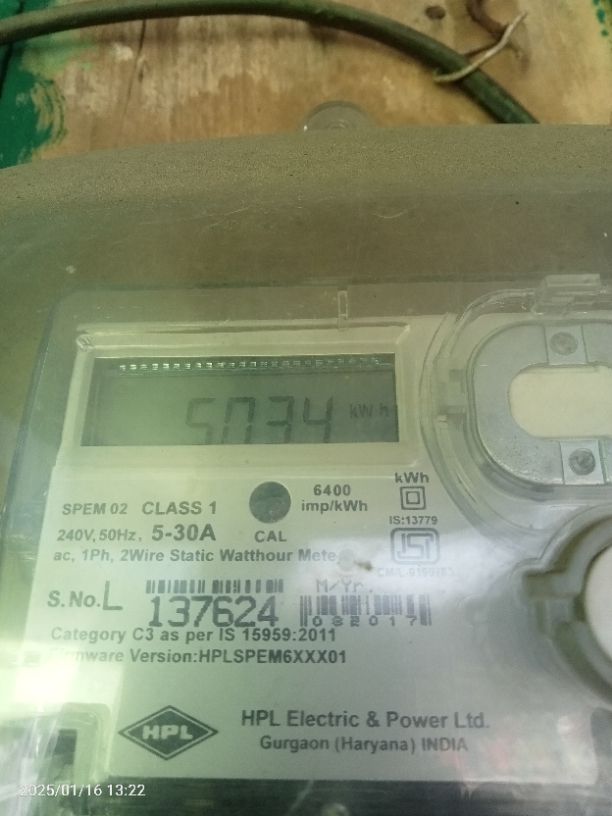 5034 kWh
6400
imp/kWh
kWh
SPEM 02 CLASS 1
240V, 50Hz, 5-30A
CAL
IS:13779
ac, 1Ph, 2Wire Static Watthour Meter
S.No.L 137624
M/Yr.
032017
Category C3 as per IS 15959:2011
Firmware Version:HPLSPEM6XXX01
HPL
HPL Electric & Power Ltd.
Gurgaon (Haryana) INDIA
2025/01/16 13:22